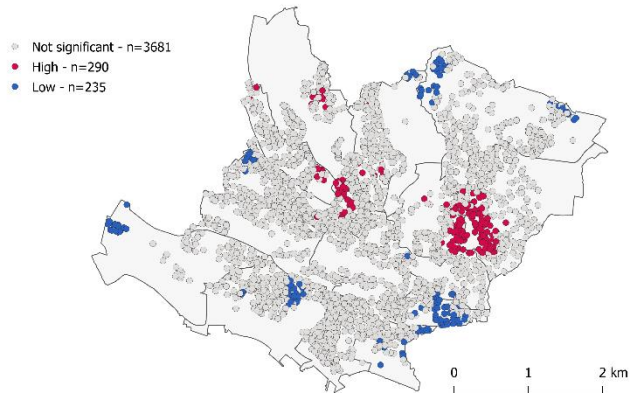 Not significant - n=3681
High - n=290
Low - n=235
0 1 2 km